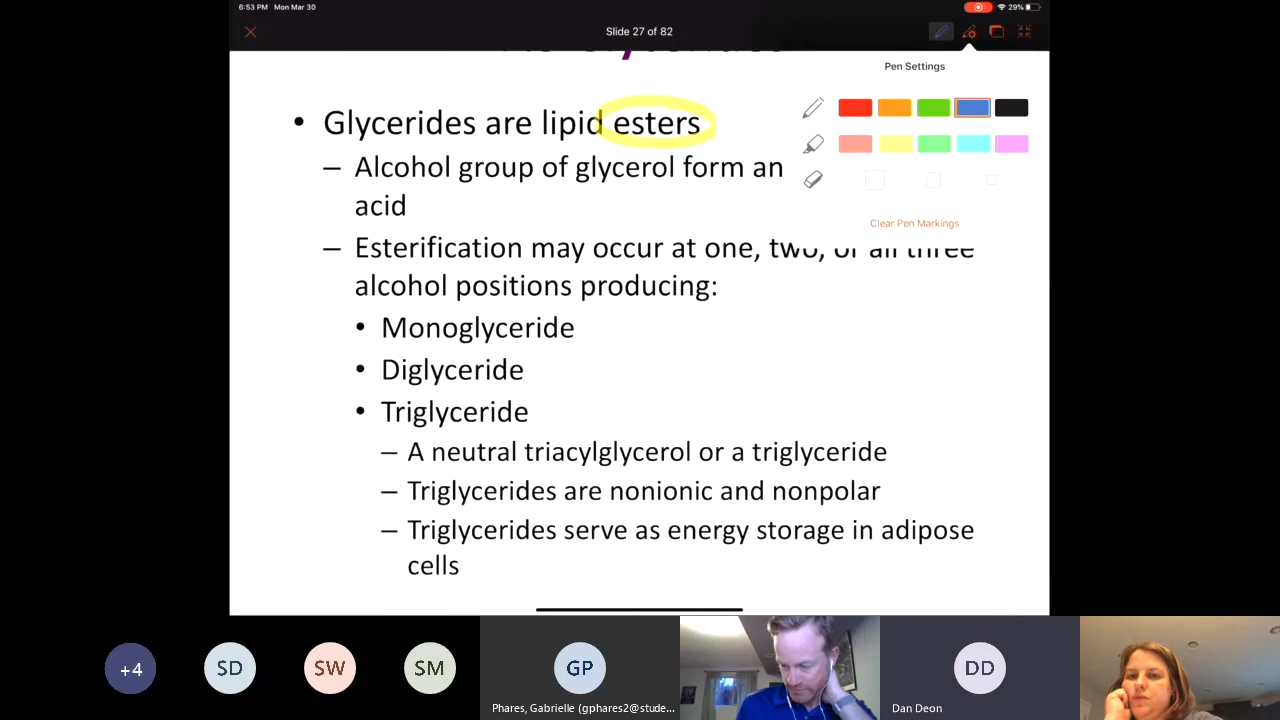 6:53 PM Mon Mar 30
29%
Slide 27 of 82
Pen Settings
• Glycerides are lipid esters
– Alcohol group of glycerol form an
acid
Clear Pen Markings
– Esterification may occur at one, two, or all three
alcohol positions producing:
• Monoglyceride
• Diglyceride
• Triglyceride
– A neutral triacylglycerol or a triglyceride
– Triglycerides are nonionic and nonpolar
– Triglycerides serve as energy storage in adipose
cells
+4
SD
SW
SM
GP
DD
Phares, Gabrielle (gphares2@stude...
Dan Deon